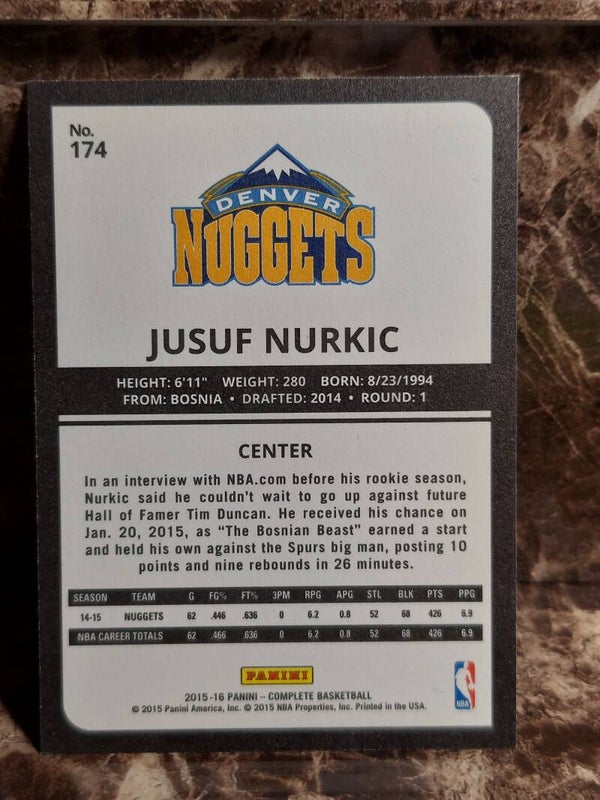 No.
174
DENVER
NUGGETS
JUSUF NURKIC
HEIGHT: 6'11" WEIGHT: 280 BORN: 8/23/1994
FROM: BOSNIA • DRAFTED: 2014 • ROUND: 1
CENTER
In an interview with NBA.com before his rookie season,
Nurkic said he couldn't wait to go up against future
Hall of Famer Tim Duncan. He received his chance on
Jan. 20, 2015, as "The Bosnian Beast" earned a start
and held his own against the Spurs big man, posting 10
points and nine rebounds in 26 minutes.
SEASON TEAM G FG% FT% 3PM RPG APG STL BLK PTS PPG
14-15 NUGGETS 62 .446 .636 0 6.2 0.8 52 68 426 6.9
NBA CAREER TOTALS 62 .466 .636 0 6.2 0.8 52 68 426 6.9
PANINI
2015-16 PANINI – COMPLETE BASKETBALL
© 2015 Panini America, Inc. © 2015 NBA Properties, Inc. Printed in the USA.
NBA